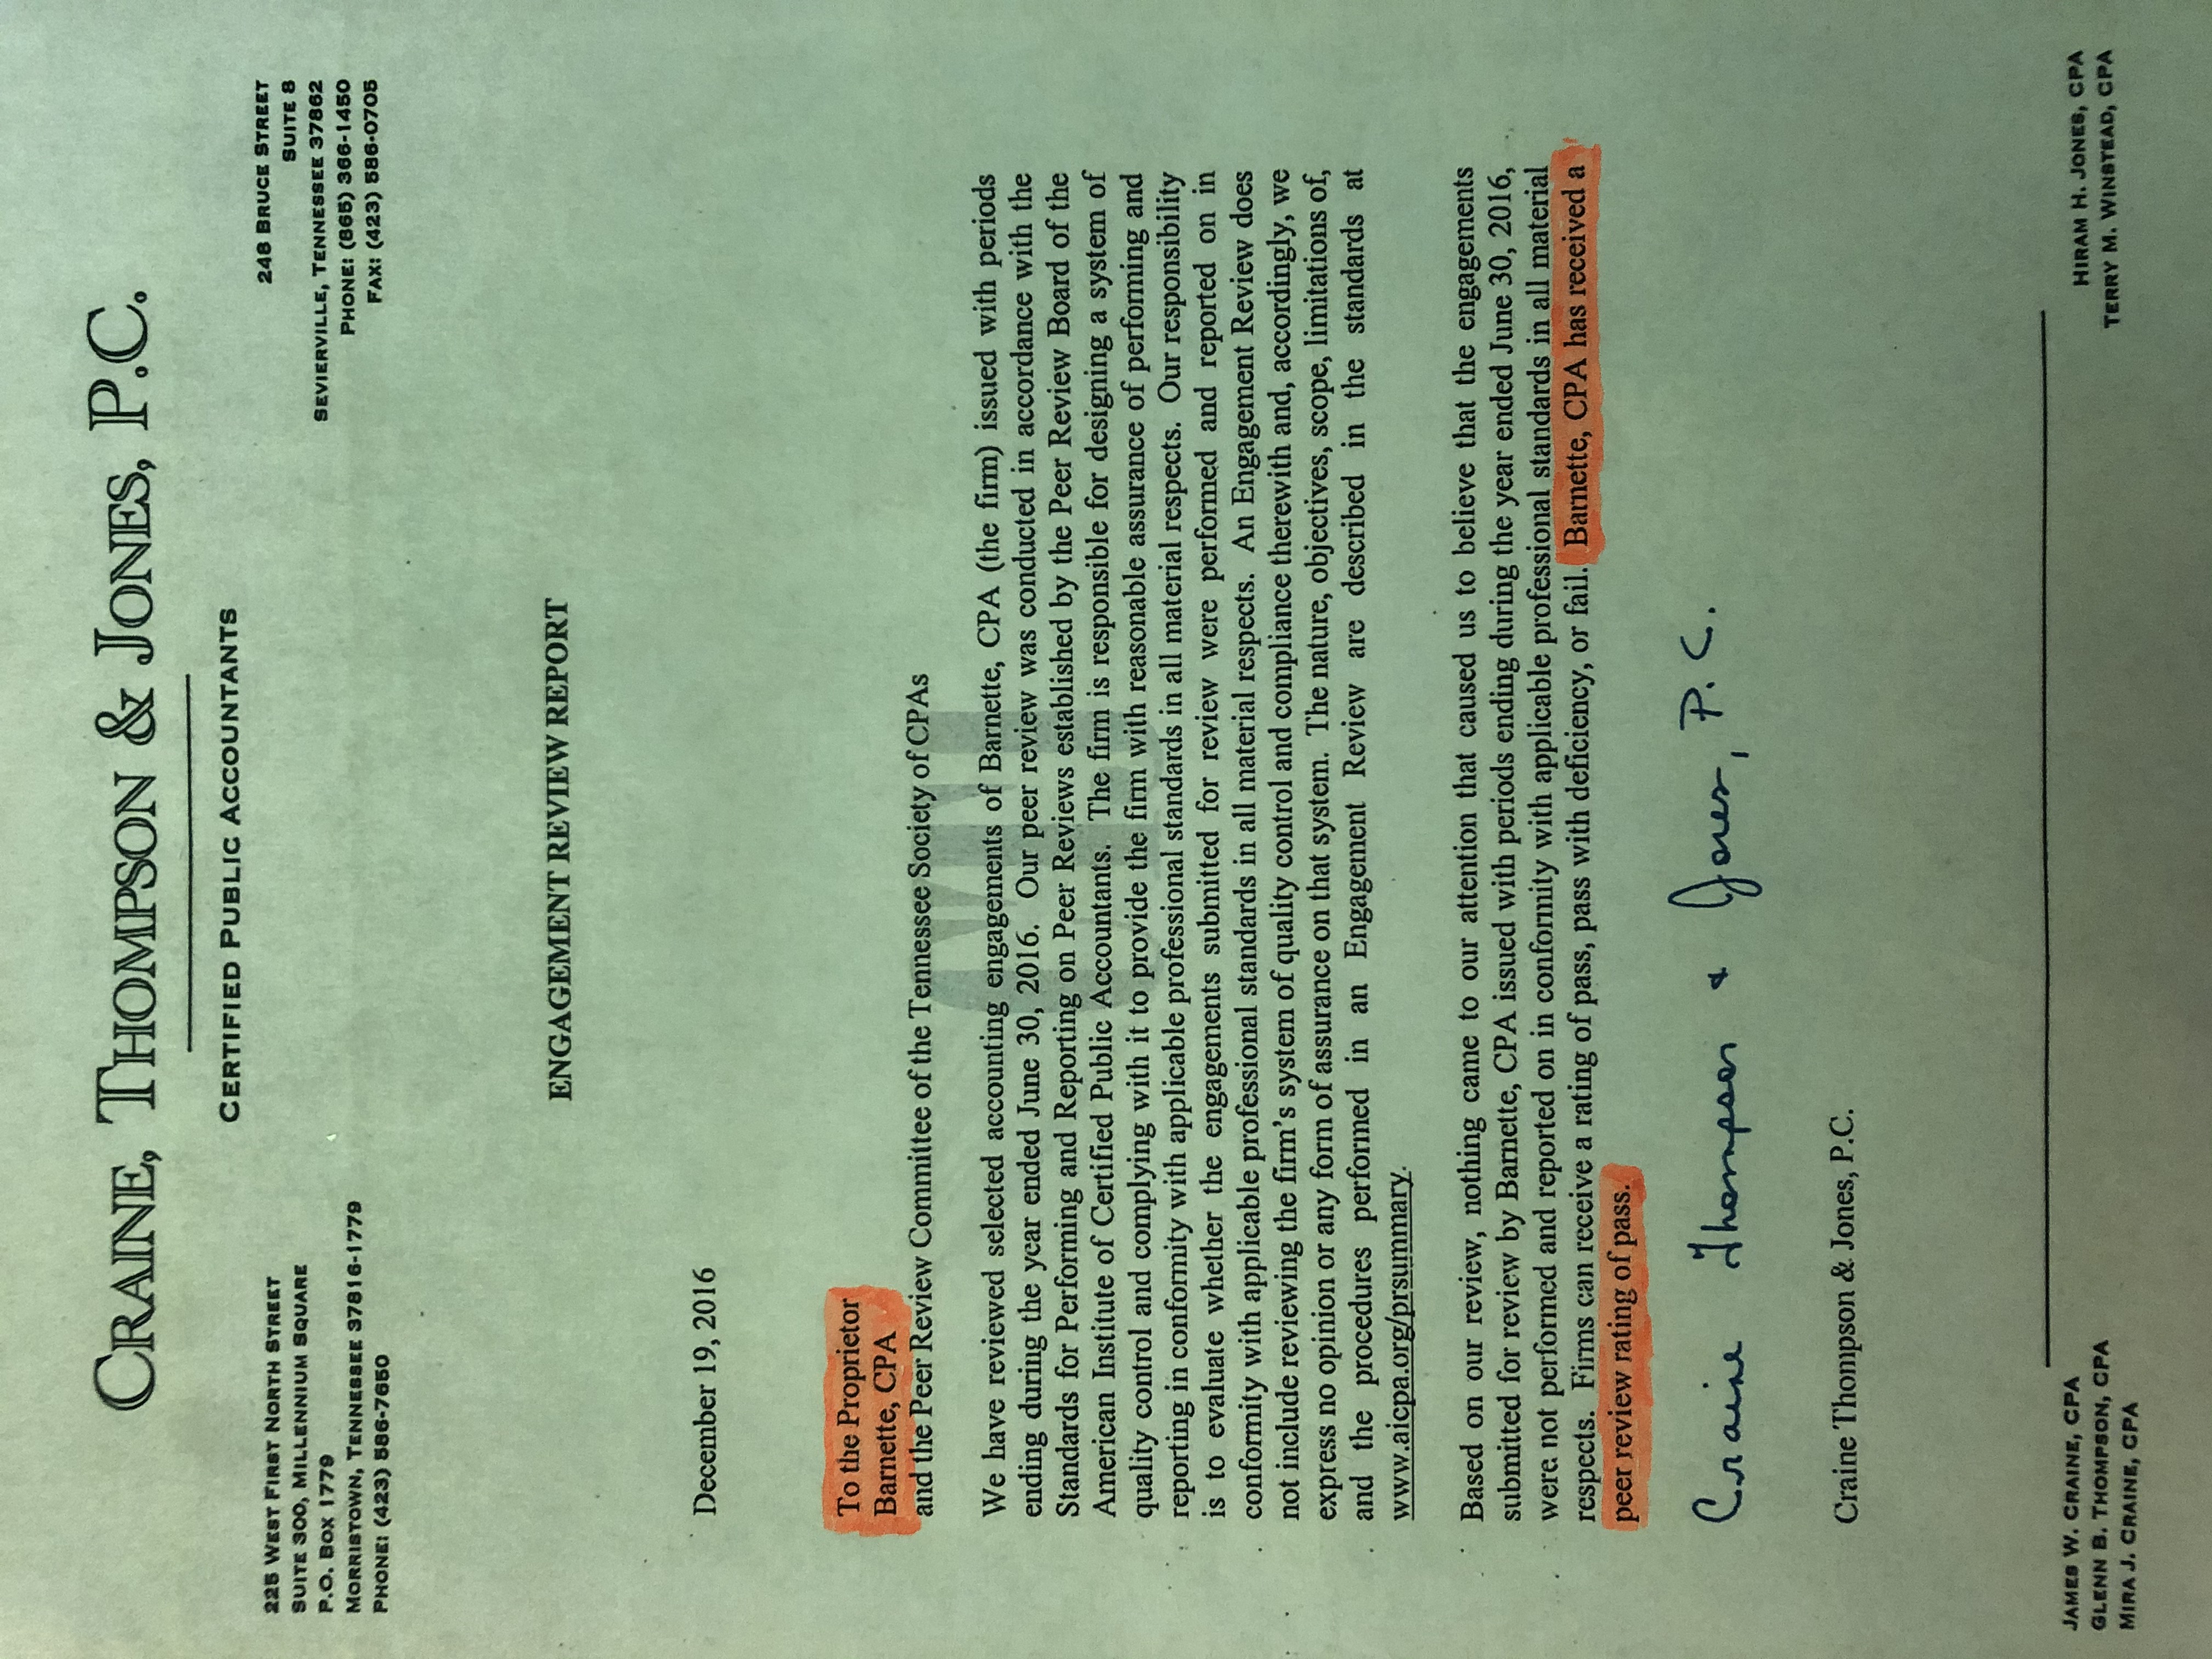 CRAINE, THOMPSON & JONES, P.C.
CERTIFIED PUBLIC ACCOUNTANTS
225 WEST FIRST NORTH STREET
SUITE 300, MILLENNIUM SQUARE
P.O. BOX 1779
MORRISTOWN, TENNESSEE 37816-1779
PHONE: (423) 586-7650
248 BRUCE STREET
SUITE 8
SEVIERVILLE, TENNESSEE 37862
PHONE: (865) 366-1450
FAX: (423) 586-0705
ENGAGEMENT REVIEW REPORT
December 19, 2016
To the Proprietor
Barnette, CPA
and the Peer Review Committee of the Tennessee Society of CPAs
CTJ
We have reviewed selected accounting engagements of Barnette, CPA (the firm) issued with periods
ending during the year ended June 30, 2016. Our peer review was conducted in accordance with the
Standards for Performing and Reporting on Peer Reviews established by the Peer Review Board of the
American Institute of Certified Public Accountants. The firm is responsible for designing a system of
quality control and complying with it to provide the firm with reasonable assurance of performing and
reporting in conformity with applicable professional standards in all material respects. Our responsibility
is to evaluate whether the engagements submitted for review were performed and reported on in
conformity with applicable professional standards in all material respects. An Engagement Review does
not include reviewing the firm's system of quality control and compliance therewith and, accordingly, we
express no opinion or any form of assurance on that system. The nature, objectives, scope, limitations of,
and the procedures performed in an Engagement Review are described in the standards at
www.aicpa.org/prsummary.
Based on our review, nothing came to our attention that caused us to believe that the engagements
submitted for review by Barnette, CPA issued with periods ending during the year ended June 30, 2016,
were not performed and reported on in conformity with applicable professional standards in all material
respects. Firms can receive a rating of pass, pass with deficiency, or fail. Barnette, CPA has received a
peer review rating of pass.
Craine Thompson & Jones, P.C.
Craine Thompson & Jones, P.C.
JAMES W. CRAINE, CPA
GLENN B. THOMPSON, CPA
MIRA J. CRAINE, CPA
HIRAM H. JONES, CPA
TERRY M. WINSTEAD, CPA